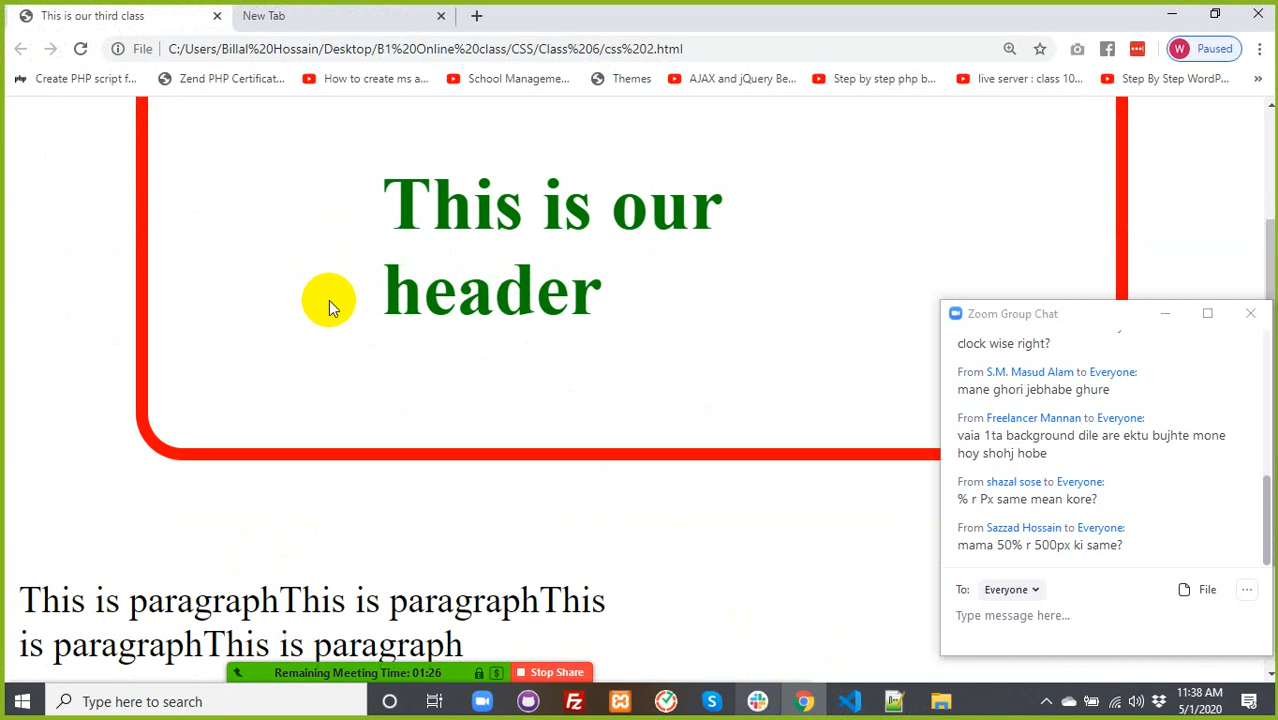 This is our third class
New Tab
File
C:/Users/Billal%20Hossain/Desktop/B1%20Online%20class/CSS/Class%206/css%202.html
W Paused
php Create PHP script f...
Zend PHP Certificat...
How to create ms a...
School Manageme...
Themes
AJAX and jQuery Be...
Step by step php b...
live server : class 10...
Step By Step WordP...
»
This is our
header
Zoom Group Chat
clock wise right?
From S.M. Masud Alam to Everyone:
mane ghori jebhabe ghure
From Freelancer Mannan to Everyone:
vaia 1ta background dile are ektu bujhte mone
hoy shohj hobe
From shazal sose to Everyone:
% r Px same mean kore?
From Sazzad Hossain to Everyone:
mama 50% r 500px ki same?
To: Everyone
File
Type message here...
This is paragraphThis is paragraphThis
is paragraphThis is paragraph
Remaining Meeting Time: 01:26
Stop Share
Type here to search
11:38 AM
5/1/2020